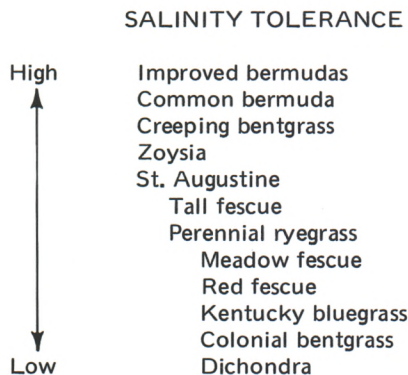 SALINITY TOLERANCE
High Improved bermudas
Common bermuda
Creeping bentgrass
Zoysia
St. Augustine
Tall fescue
Perennial ryegrass
Meadow fescue
Red fescue
Kentucky bluegrass
Colonial bentgrass
Low Dichondra